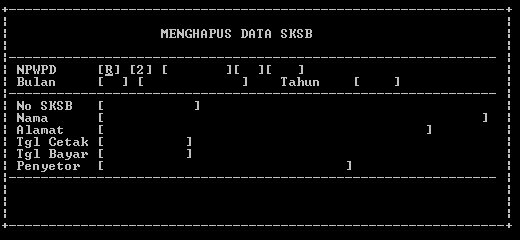 MENGHAPUS DATA SKSB
NPWPD [R] [2] [ ][ ][ ]
Bulan [ ] [ ] Tahun [ ]
No SKSB [ ]
Nama [ ]
Alamat [ ]
Tgl Cetak [ ]
Tgl Bayar [ ]
Penyetor [ ]